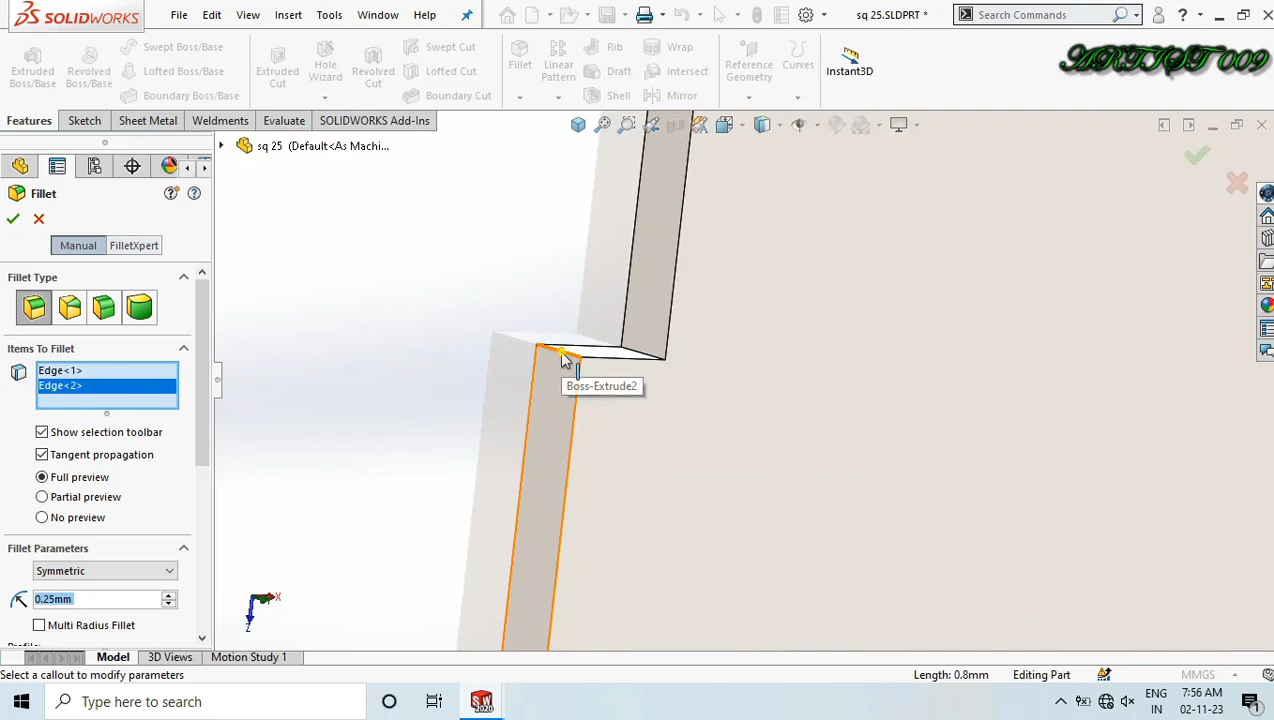 SOLIDWORKS File Edit View Insert Tools Window Help sq 25.SLDPRT * Search Commands
ARTIST 009
Extruded Boss/Base Revolved Boss/Base Swept Boss/Base Lofted Boss/Base Boundary Boss/Base Extruded Cut Hole Wizard Revolved Cut Swept Cut Lofted Cut Boundary Cut Fillet Linear Pattern Rib Draft Shell Wrap Intersect Mirror Reference Geometry Curves Instant3D
Features Sketch Sheet Metal Weldments Evaluate SOLIDWORKS Add-Ins
sq 25 (Default<As Machi...
Fillet
Manual FilletXpert
Fillet Type
Items To Fillet
Edge<1>
Edge<2>
Boss-Extrude2
Show selection toolbar
Tangent propagation
Full preview
Partial preview
No preview
Fillet Parameters
Symmetric
0.25mm
X
Z
Multi Radius Fillet
Model 3D Views Motion Study 1
Select a callout to modify parameters Length: 0.8mm Editing Part MMGS
Type here to search SW 2020 ENG IN 7:56 AM 02-11-23 1